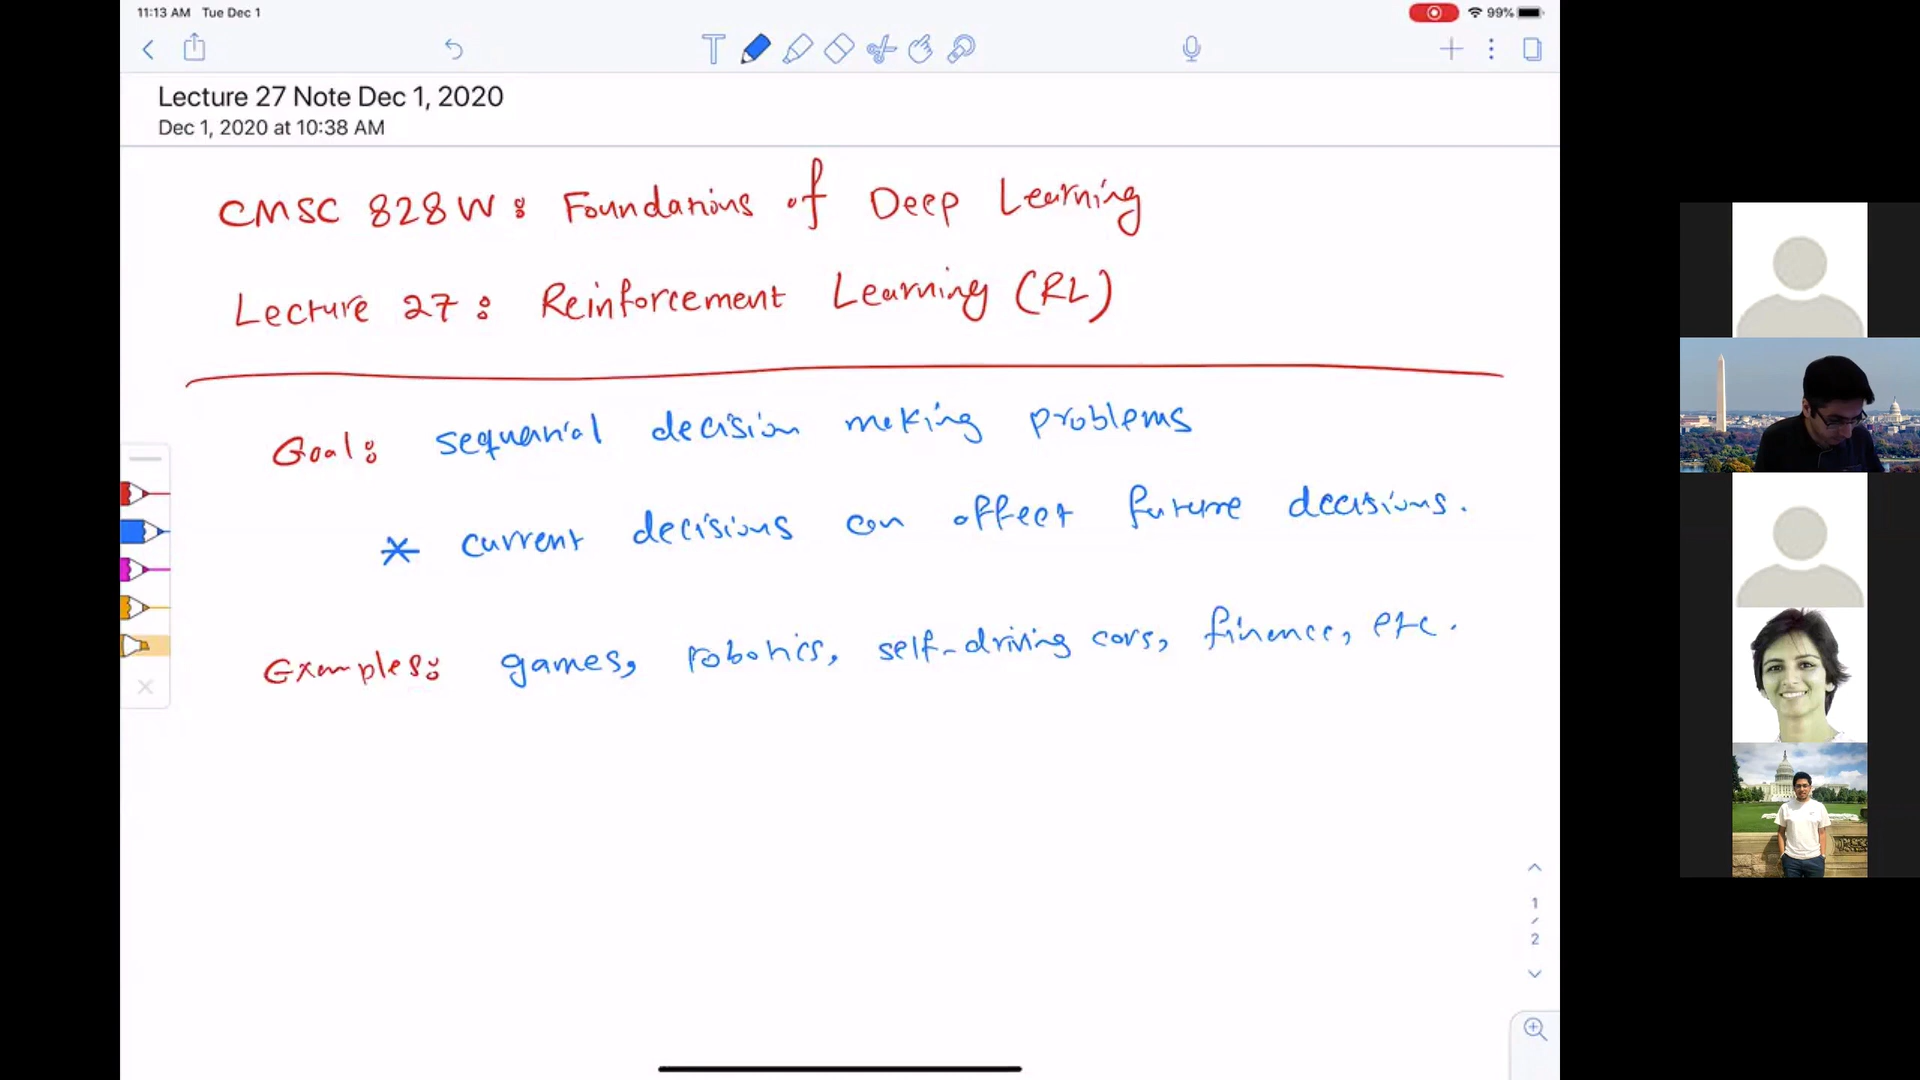 11:13 AM Tue Dec 1
99%
Lecture 27 Note Dec 1, 2020
Dec 1, 2020 at 10:38 AM
CMSC 828W: Foundations of Deep Learning
Lecture 27: Reinforcement Learning (RL)
Goal: sequential decision making problems
* current decisions can affect future decisions.
Examples: games, robotics, self-driving cars, finance, etc.
1
/
2